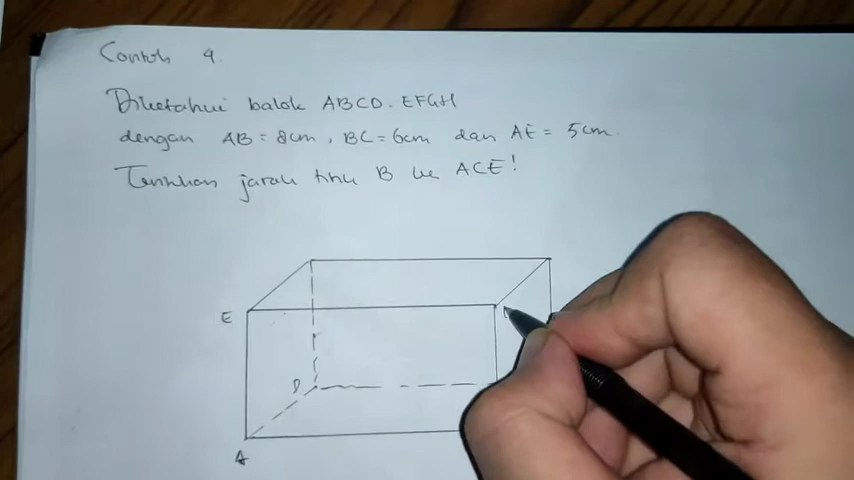 Contoh 4.
Diketahui balok ABCD.EFGH
dengan AB = 8cm, BC = 6cm dan AE = 5cm.
Tentukan jarak titik B ke ACE!
E
D
A